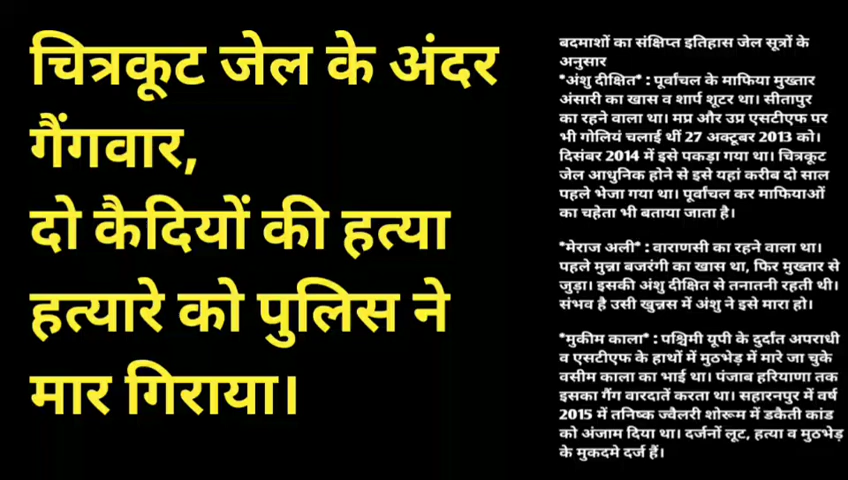 चित्रकूट जेल के अंदर
गैंगवार,
दो कैदियों की हत्या
हत्यारे को पुलिस ने
मार गिराया।
बदमाशों का संक्षिप्त इतिहास जेल सूत्रों के
अनुसार
*अंशु दीक्षित* : पूर्वांचल के माफिया मुख्तार
अंसारी का खास व शार्प शूटर था। सीतापुर
का रहने वाला था। मप्र और उप्र एसटीएफ पर
भी गोलियं चलाई थीं 27 अक्टूबर 2013 को।
दिसंबर 2014 में इसे पकड़ा गया था। चित्रकूट
जेल आधुनिक होने से इसे यहां करीब दो साल
पहले भेजा गया था। पूर्वांचल कर माफियाओं
का चहेता भी बताया जाता है।
*मेराज अली* : वाराणसी का रहने वाला था।
पहले मुन्ना बजरंगी का खास था, फिर मुख्तार से
जुड़ा। इसकी अंशु दीक्षित से तनातनी रहती थी।
संभव है उसी खुन्नस में अंशु ने इसे मारा हो।
*मुकीम काला* : पश्चिमी यूपी के दुर्दांत अपराधी
व एसटीएफ के हाथों में मुठभेड़ में मारे जा चुके
वसीम काला का भाई था। पंजाब हरियाणा तक
इसका गैंग वारदातें करता था। सहारनपुर में वर्ष
2015 में तनिष्क ज्वैलरी शोरूम में डकैती कांड
को अंजाम दिया था। दर्जनों लूट, हत्या व मुठभेड़
के मुकदमे दर्ज हैं।